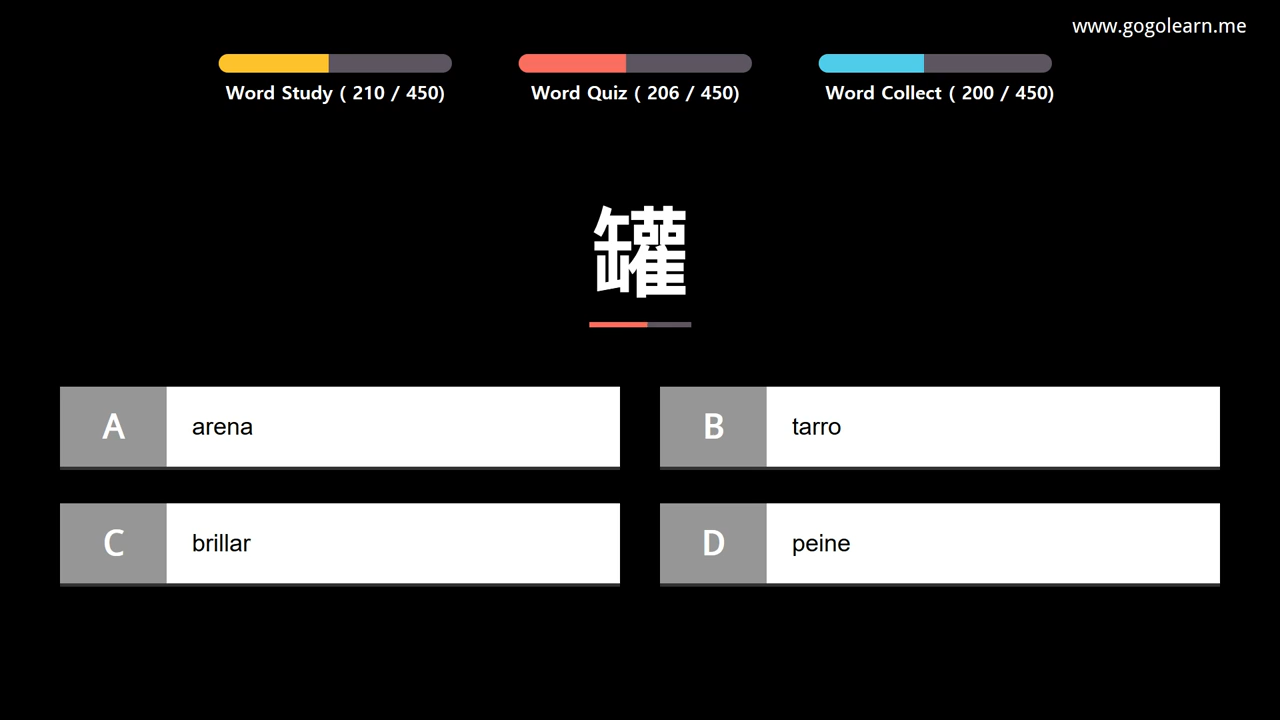 www.gogolearn.me
Word Study ( 210 / 450)
Word Quiz ( 206 / 450)
Word Collect ( 200 / 450)
罐
A arena
B tarro
C brillar
D peine